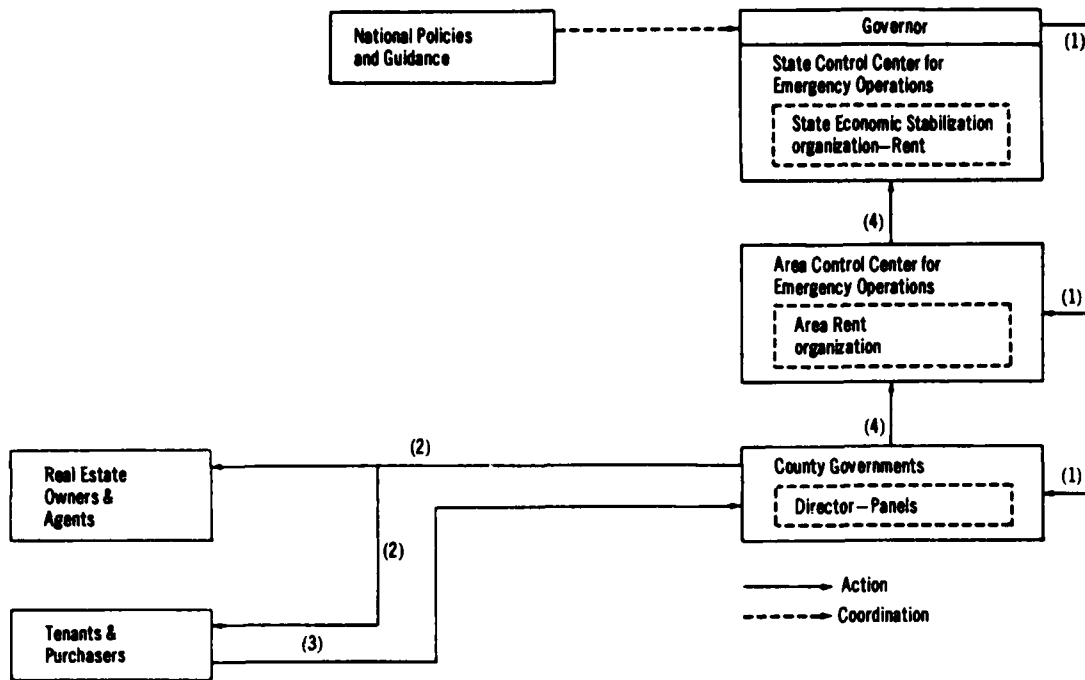 National Policies
and Guidance
Governor
(1)
State Control Center for
Emergency Operations
State Economic Stabilization
organization—Rent
(4)
Area Control Center for
Emergency Operations
(1)
Area Rent
organization
(4)
(2)
Real Estate
Owners &
Agents
County Governments
(1)
Director—Panels
(2)
Action
Coordination
Tenants &
Purchasers
(3)